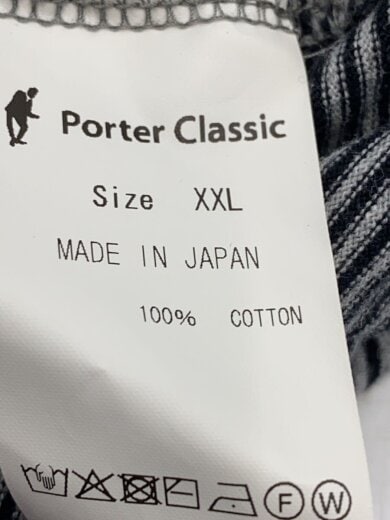 Porter Classic
Size XXL
MADE IN JAPAN
100% COTTON
F W